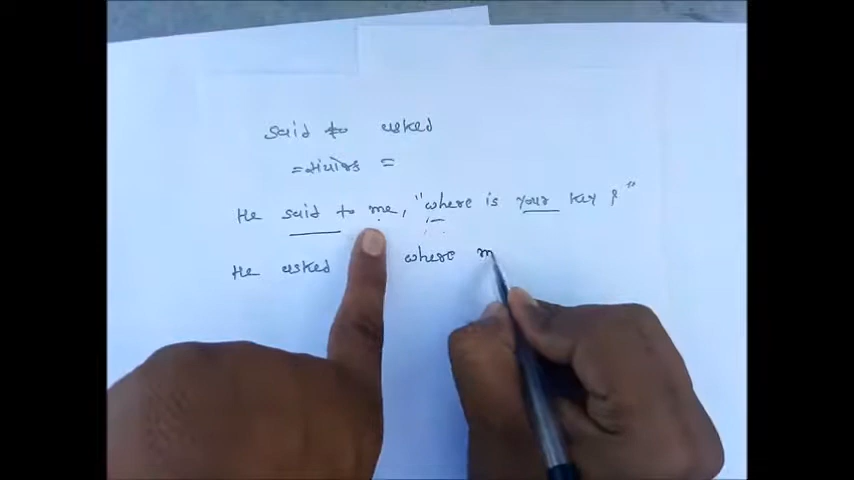 said to asked
He said to me, "where is your key ?"
He asked where m